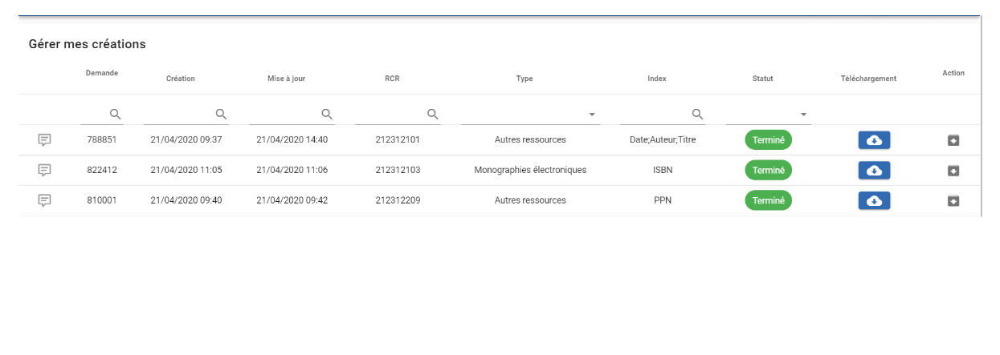 Gérer mes créations
Demande Création Mise à jour RCR Type Index Statut Téléchargement Action
788851 21/04/2020 09:37 21/04/2020 14:40 212312101 Autres ressources Date;Auteur;Titre Terminé
822412 21/04/2020 11:05 21/04/2020 11:06 212312103 Monographies électroniques ISBN Terminé
810001 21/04/2020 09:40 21/04/2020 09:42 212312209 Autres ressources PPN Terminé